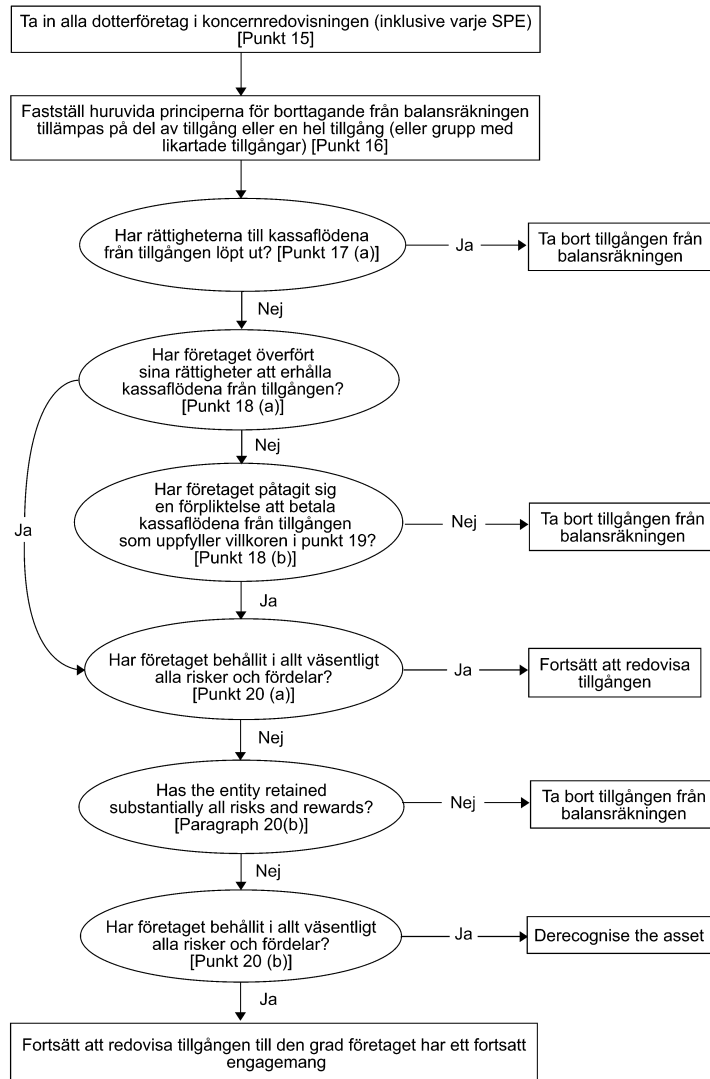 Ta in alla dotterföretag i koncernredovisningen (inklusive varje SPE)
[Punkt 15]
Fastställ huruvida principerna för borttagande från balansräkningen
tillämpas på del av tillgång eller en hel tillgång (eller grupp med
likartade tillgångar) [Punkt 16]
Har rättigheterna till kassaflödena
från tillgången löpt ut? [Punkt 17 (a)]
Ja
Ta bort tillgången från
balansräkningen
Nej
Har företaget överfört
sina rättigheter att erhålla
kassaflödena från tillgången?
[Punkt 18 (a)]
Nej
Ja
Har företaget påtagit sig
en förpliktelse att betala
kassaflödena från tillgången
som uppfyller villkoren i punkt 19?
[Punkt 18 (b)]
Nej
Ta bort tillgången från
balansräkningen
Ja
Har företaget behållit i allt väsentligt
alla risker och fördelar?
[Punkt 20 (a)]
Ja
Fortsätt att redovisa
tillgången
Nej
Has the entity retained
substantially all risks and rewards?
[Paragraph 20(b)]
Nej
Ta bort tillgången från
balansräkningen
Nej
Har företaget behållit i allt väsentligt
alla risker och fördelar?
[Punkt 20 (b)]
Ja
Derecognise the asset
Ja
Fortsätt att redovisa tillgången till den grad företaget har ett fortsatt
engagemang